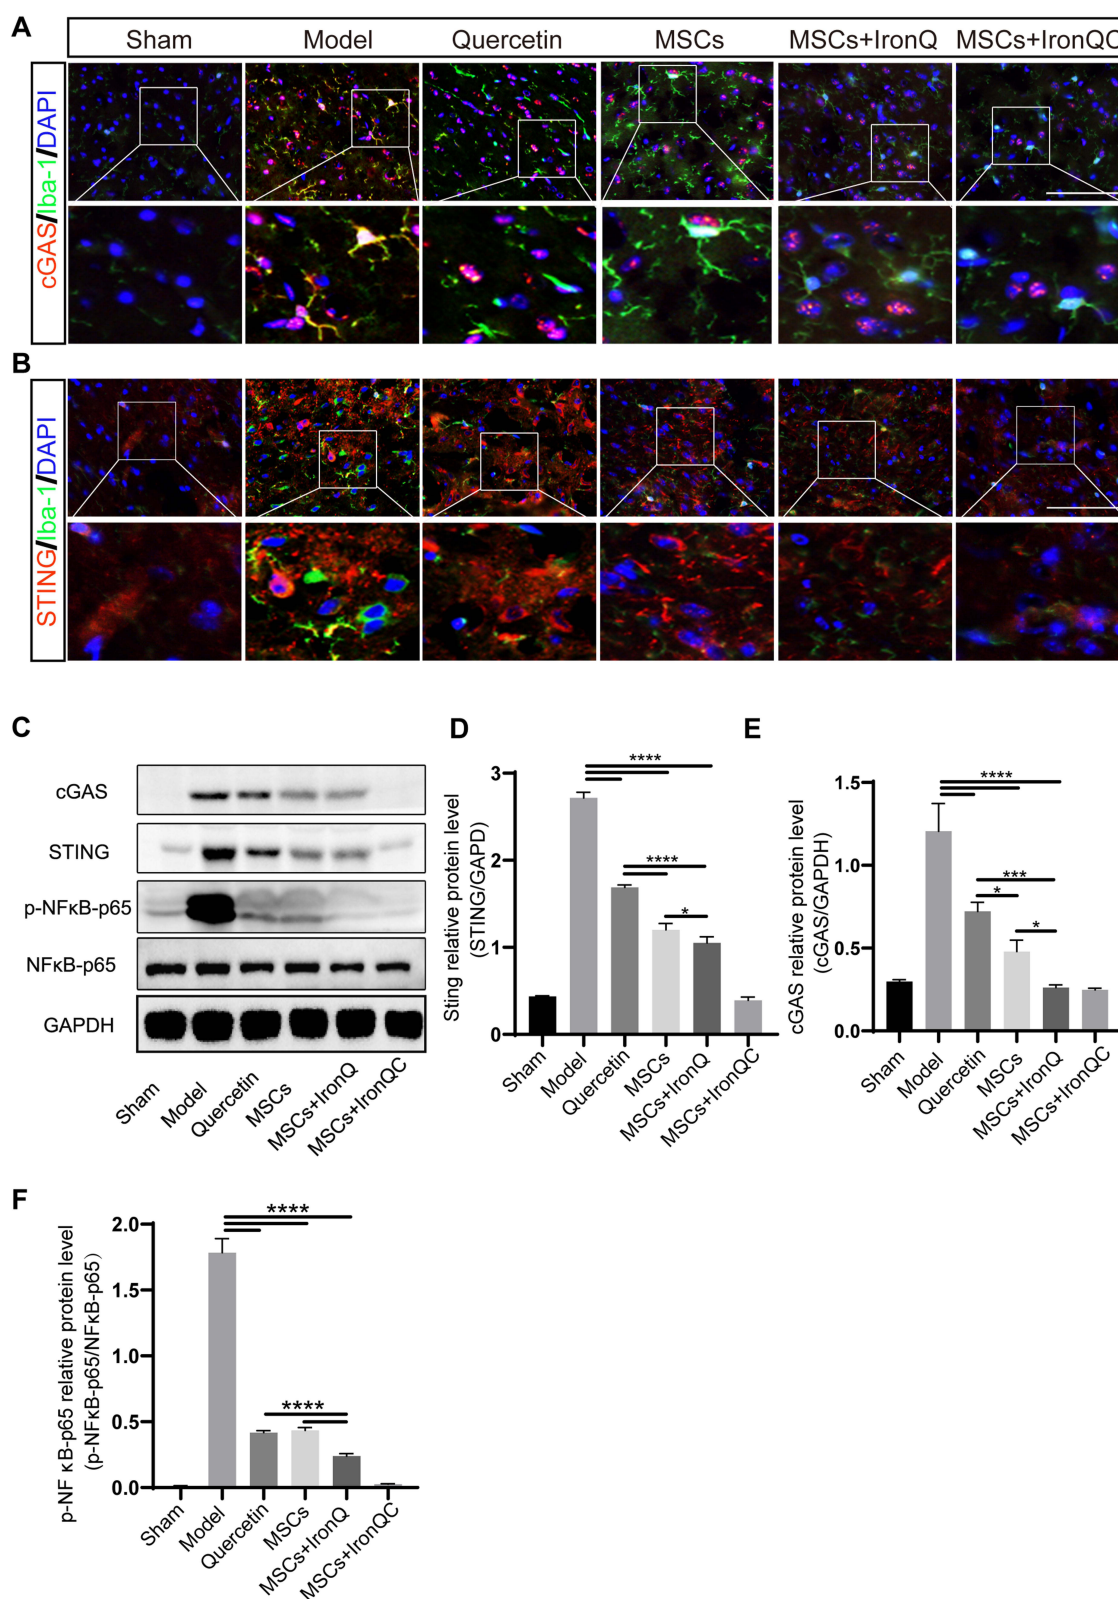 A
Sham Model Quercetin MSCs MSCs+IronQ MSCs+IronQC
cGAS/Iba-1/DAPI
B
STING/Iba-1/DAPI
C
cGAS
STING
p-NFκB-p65
NFκB-p65
GAPDH
Sham Model Quercetin MSCs MSCs+IronQ MSCs+IronQC
D
Sting relative protein level
(STING/GAPD)
3
2
1
0
****
****
*
Sham Model Quercetin MSCs MSCs+IronQ MSCs+IronQC
E
cGAS relative protein level
(cGAS/GAPDH)
1.5
1.0
0.5
0.0
****
***
*
*
Sham Model Quercetin MSCs MSCs+IronQ MSCs+IronQC
F
p-NF κB-p65 relative protein level
(p-NFκB-p65/NFκB-p65)
2.0
1.5
1.0
0.5
0.0
****
****
Sham Model Quercetin MSCs MSCs+IronQ MSCs+IronQC